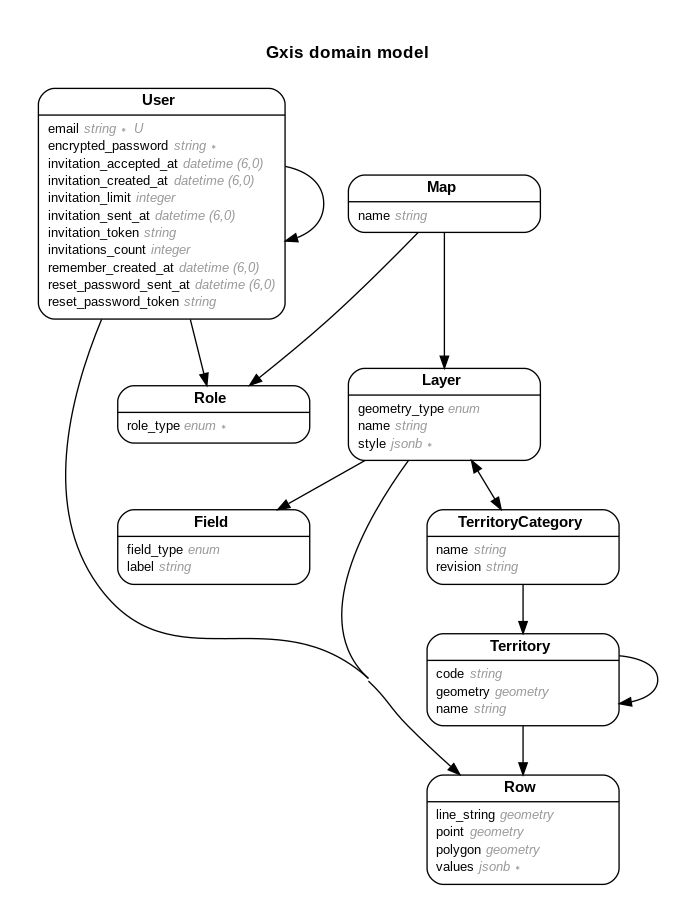 Gxis domain model
User
email string ∗ U
encrypted_password string ∗
invitation_accepted_at datetime (6,0)
invitation_created_at datetime (6,0)
invitation_limit integer
invitation_sent_at datetime (6,0)
invitation_token string
invitations_count integer
remember_created_at datetime (6,0)
reset_password_sent_at datetime (6,0)
reset_password_token string
Map
name string
Role
role_type enum ∗
Layer
geometry_type enum
name string
style jsonb ∗
Field
field_type enum
label string
TerritoryCategory
name string
revision string
Territory
code string
geometry geometry
name string
Row
line_string geometry
point geometry
polygon geometry
values jsonb ∗